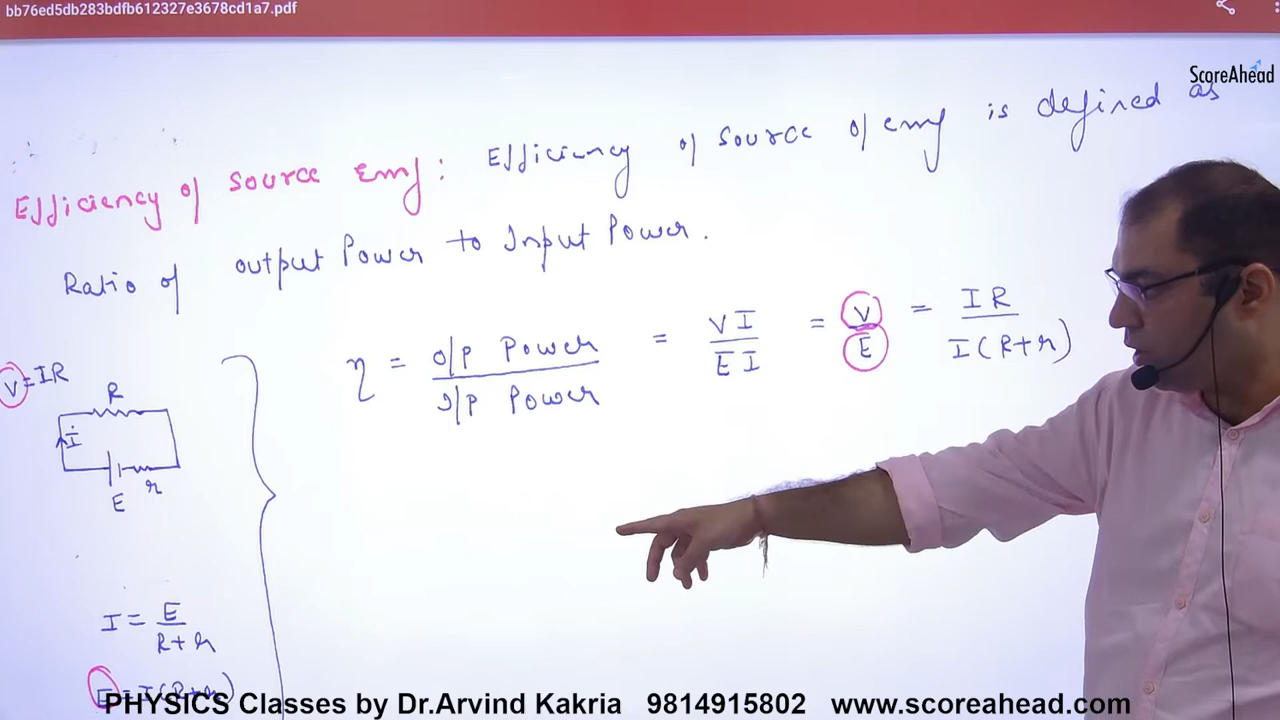 bb76ed5db283bdfb612327e3678cd1a7.pdf
ScoreAhead
Efficiency of Source Emf : Efficiency of Source of emf is defined as
Ratio of output Power to Input Power.
η = O/P Power / I/P Power = VI / EI = V / E = IR / I(R+r)
V=IR
R
I
E r
I = E / R+r
E = I(R+r)
PHYSICS Classes by Dr.Arvind Kakria 9814915802 www.scoreahead.com